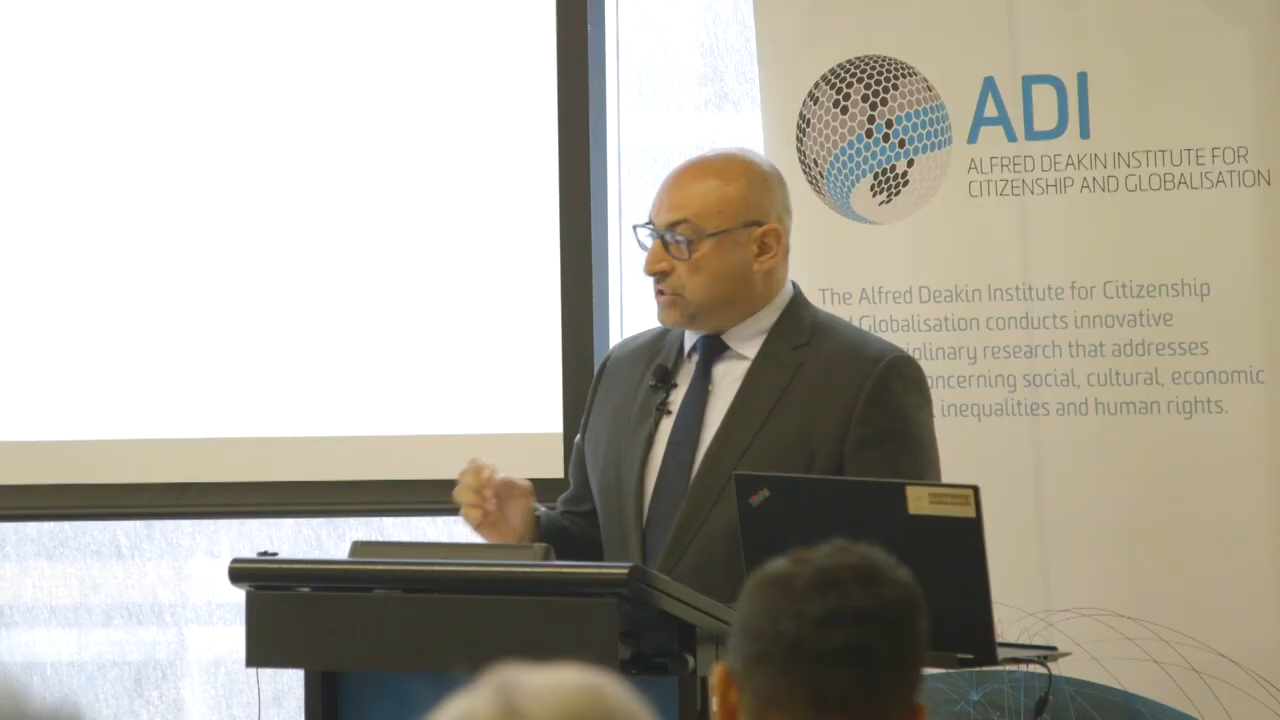 ADI
ALFRED DEAKIN INSTITUTE FOR
CITIZENSHIP AND GLOBALISATION
The Alfred Deakin Institute for Citizenship
Globalisation conducts innovative
research that addresses
social, cultural, economic
inequalities and human rights.